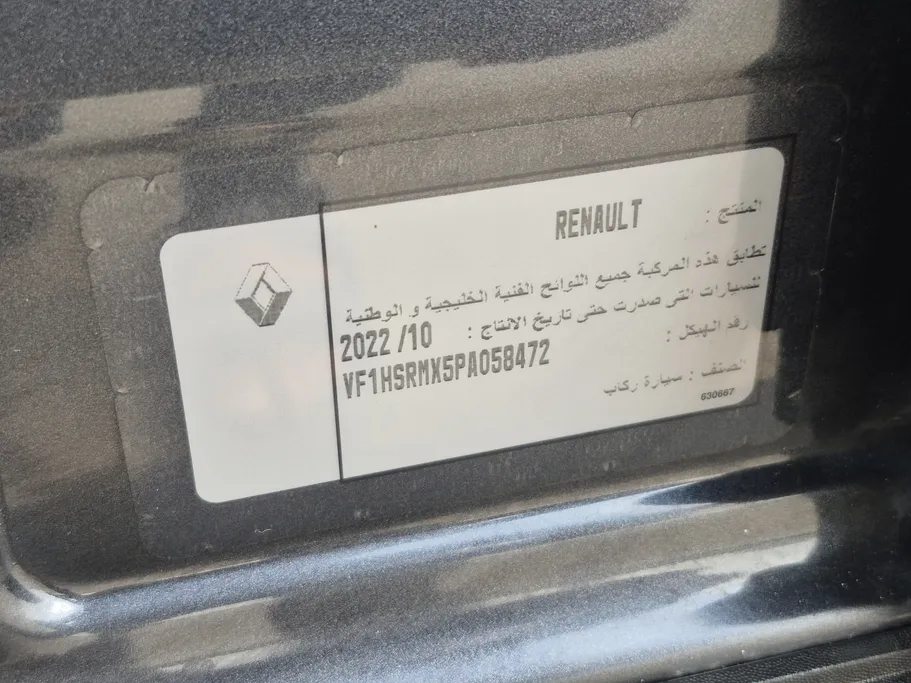 المنتج : RENAULT
تطابق هذه المركبة جميع اللوائح الفنية الخليجية و الوطنية
للسيارات التى صدرت حتى تاريخ الانتاج : 2022 /10
رقم الهيكل : VF1HSRMX5PA058472
الصنف : سيارة ركاب
630667